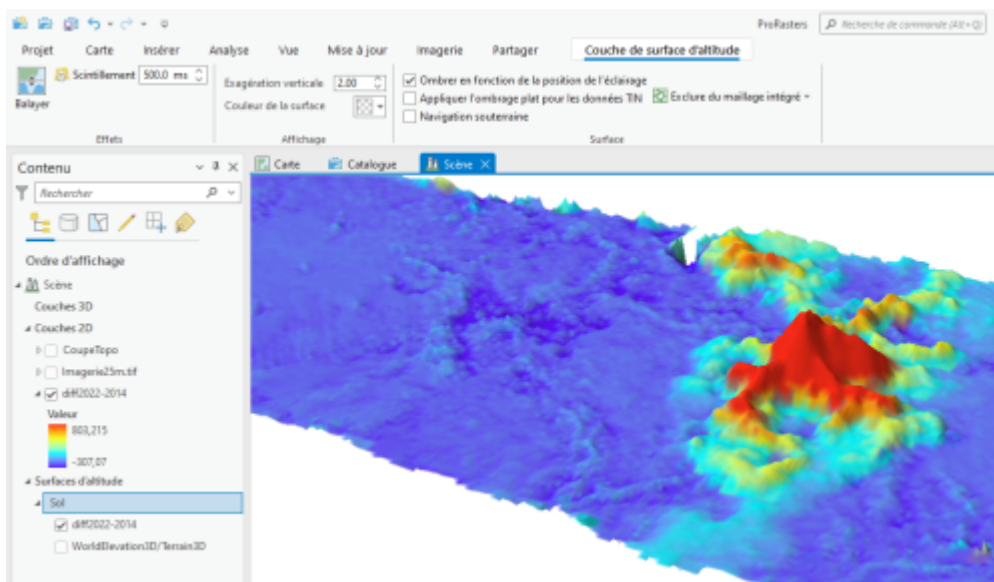 ProRasters
Recherche de commande (Alt+Q)
Projet Carte Insérer Analyse Vue Mise à jour Imagerie Partager Couche de surface d'altitude
Balayer
Scintillement 500.0 ms
Effets
Exagération verticale 2.00
Couleur de la surface
Affichage
Ombrer en fonction de la position de l'éclairage
Appliquer l'ombrage plat pour les données TIN
Navigation souterraine
Exclure du maillage intégré
Surface
Contenu
Rechercher
Ordre d'affichage
Scène
Couches 3D
Couches 2D
CoupeTopo
Imagerie25m.tif
diff2022-2014
Valeur
803,215
-307,07
Surfaces d'altitude
Sol
diff2022-2014
WorldElevation3D/Terrain3D
Carte Catalogue Scène